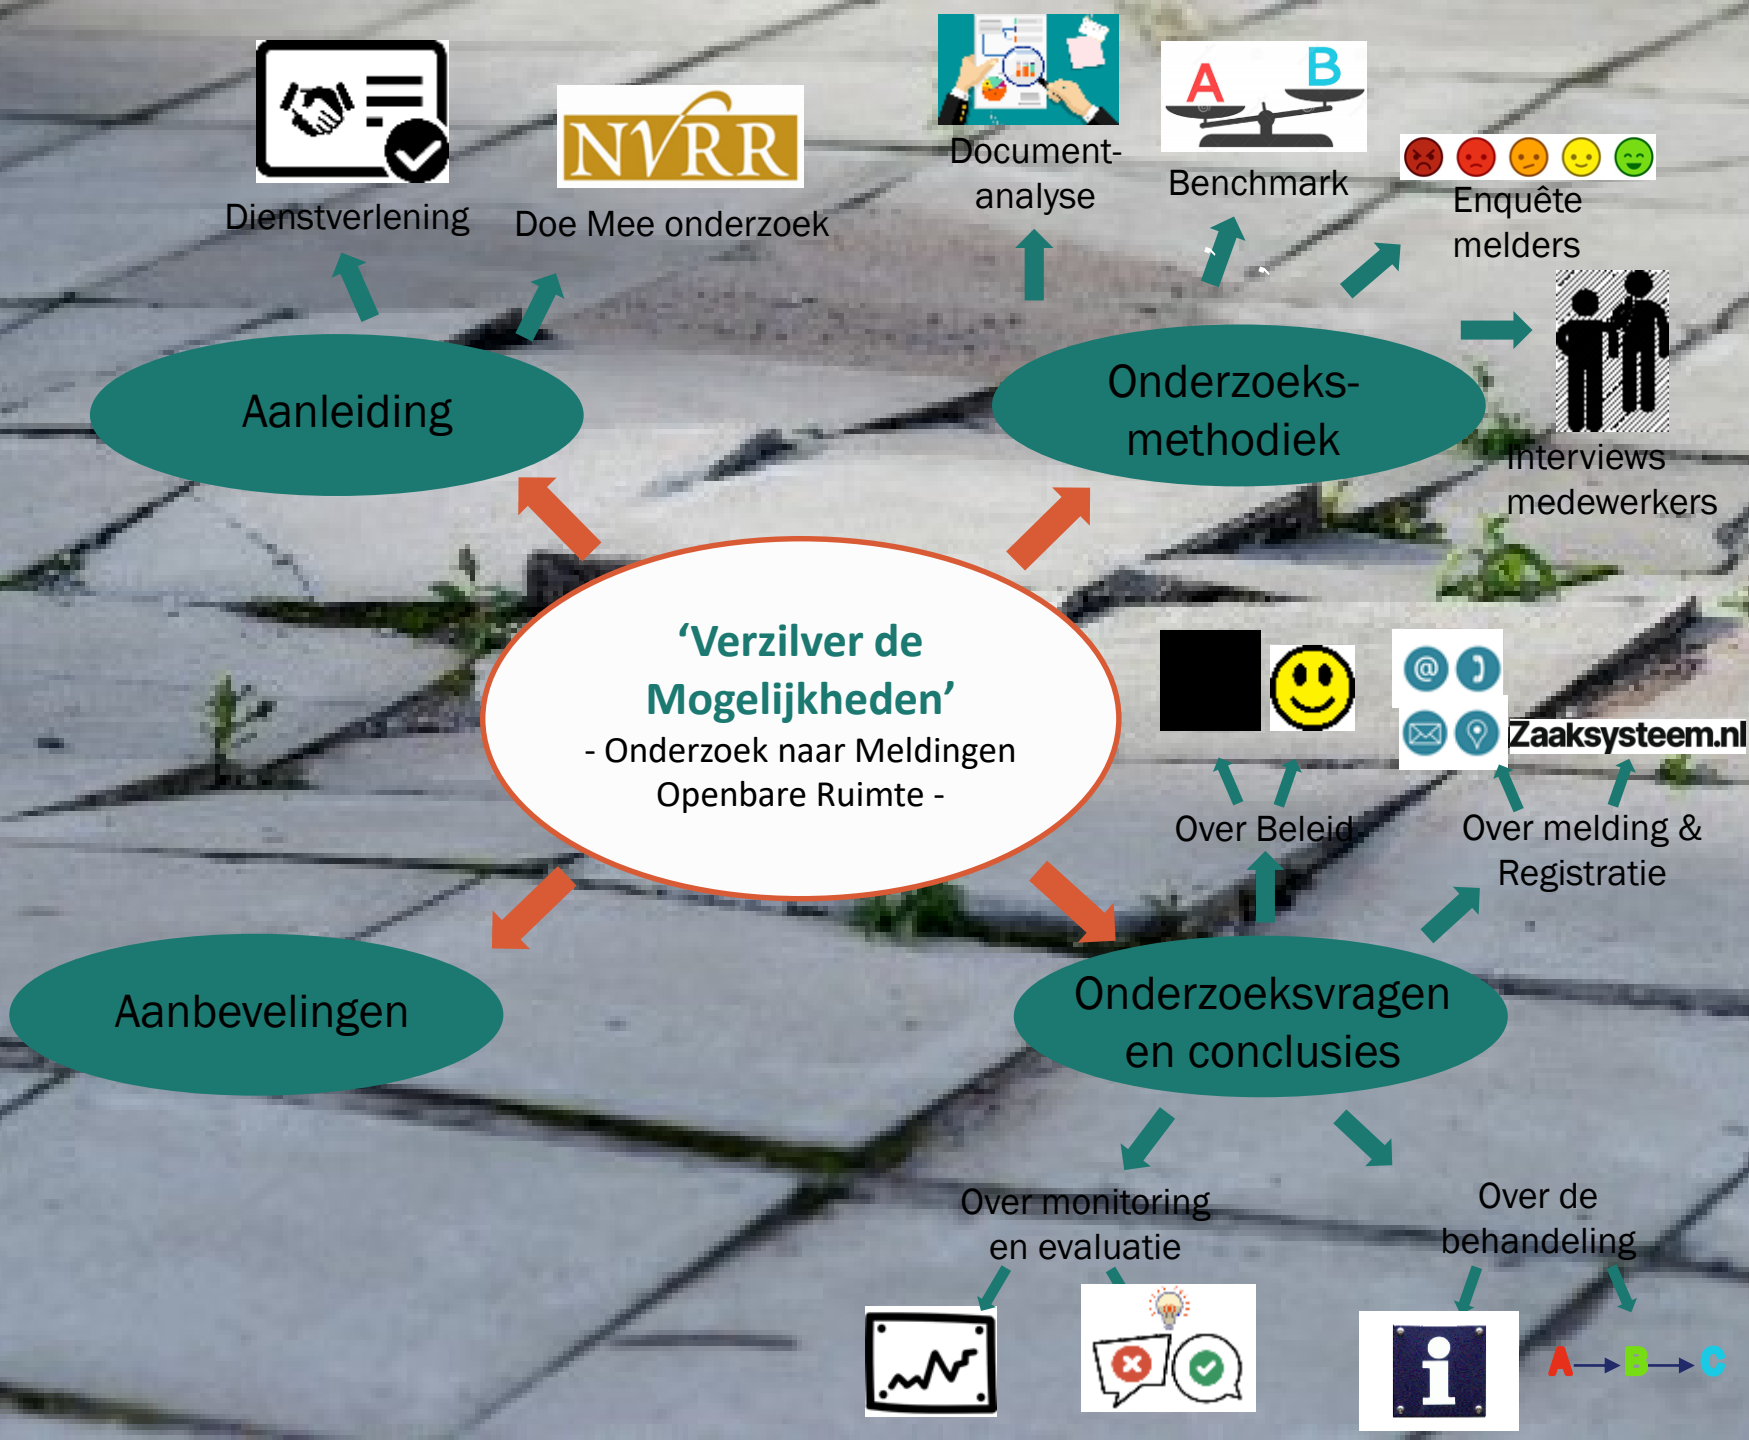 NVRR
Dienstverlening
Doe Mee onderzoek
Aanleiding
Document-
analyse
A
B
Benchmark
Enquête
melders
Interviews
medewerkers
Onderzoeks-
methodiek
‘Verzilver de
Mogelijkheden’
- Onderzoek naar Meldingen
Openbare Ruimte -
@
Zaaksysteem.nl
Over Beleid
Over melding &
Registratie
Aanbevelingen
Onderzoeksvragen
en conclusies
Over monitoring
en evaluatie
Over de
behandeling
i
A B C